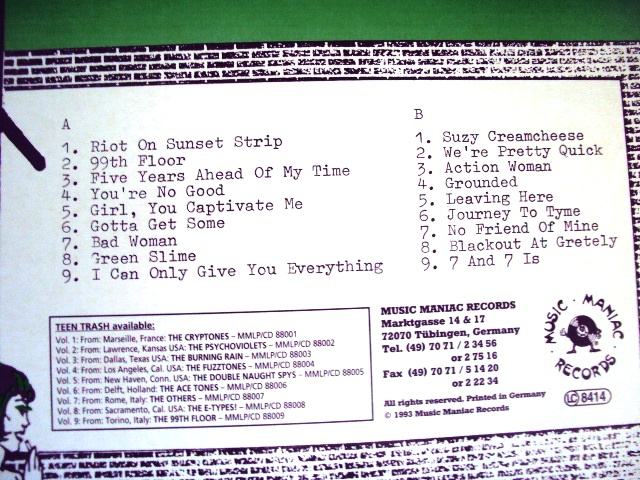 A
1. Riot On Sunset Strip
2. 99th Floor
3. Five Years Ahead Of My Time
4. You're No Good
5. Girl, You Captivate Me
6. Gotta Get Some
7. Bad Woman
8. Green Slime
9. I Can Only Give You Everything
B
1. Suzy Creamcheese
2. We're Pretty Quick
3. Action Woman
4. Grounded
5. Leaving Here
6. Journey To Tyme
7. No Friend Of Mine
8. Blackout At Gretely
9. 7 And 7 Is
TEEN TRASH available:
Vol. 1: From: Marseille, France: THE CRYPTONES – MMLP/CD 88001
Vol. 2: From: Lawrence, Kansas USA: THE PSYCHOVIOLETS – MMLP/CD 88002
Vol. 3: From: Dallas, Texas USA: THE BURNING RAIN – MMLP/CD 88003
Vol. 4: From: Los Angeles, Cal. USA: THE FUZZTONES – MMLP/CD 88004
Vol. 5: From: New Haven, Conn. USA: THE DOUBLE NAUGHT SPYS – MMLP/CD 88005
Vol. 6: From: Delft, Holland: THE ACE TONES – MMLP/CD 88006
Vol. 7: From: Rome, Italy: THE OTHERS – MMLP/CD 88007
Vol. 8: From: Sacramento, Cal. USA: THE E-TYPES! – MMLP/CD 88008
Vol. 9: From: Torino, Italy: THE 99TH FLOOR – MMLP/CD 88009
MUSIC MANIAC RECORDS
Marktgasse 14 & 17
72070 Tübingen, Germany
Tel. (49) 70 71 / 2 34 56
or 2 75 16
Fax (49) 70 71 / 5 14 20
or 2 22 34
All rights reserved. Printed in Germany
© 1993 Music Maniac Records
MUSIC · MANIAC
RECORDS
LC 8414